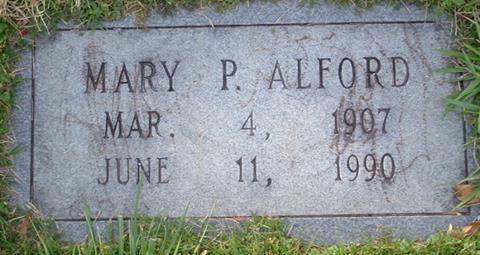 MARY P. ALFORD
MAR. 4, 1907
JUNE 11, 1990